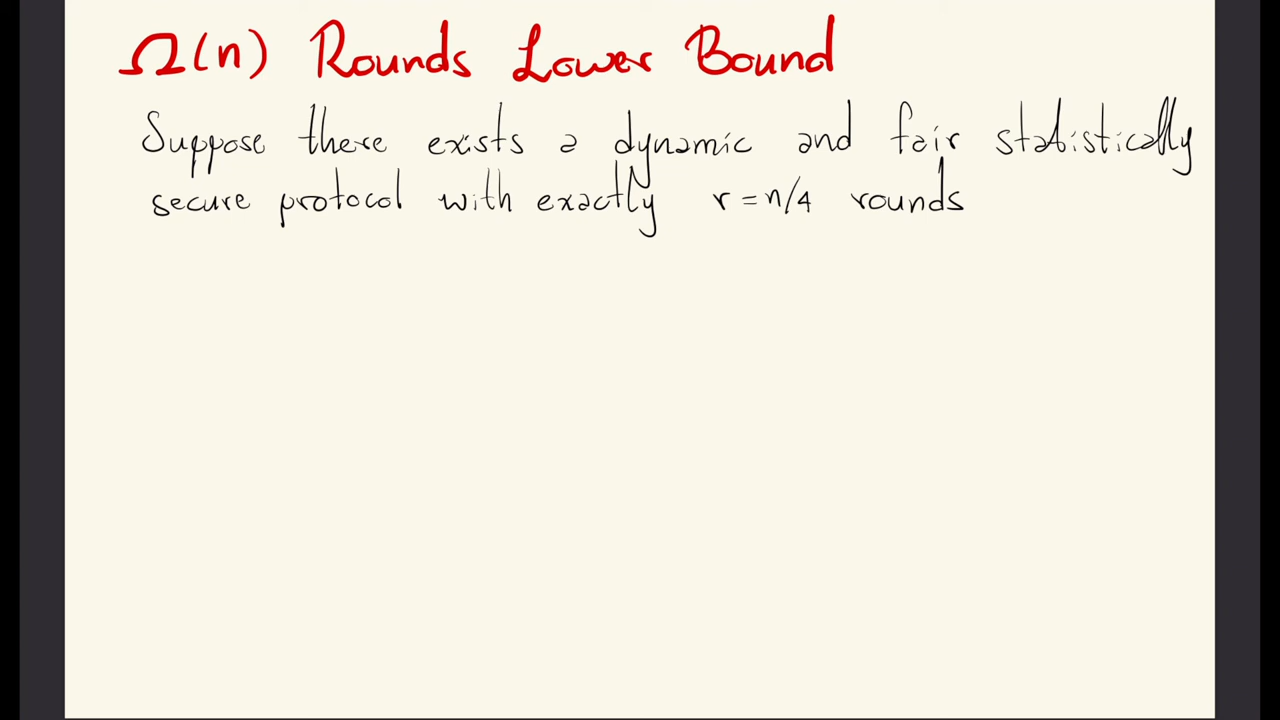 Ω(n) Rounds Lower Bound
Suppose there exists a dynamic and fair statistically
secure protocol with exactly r = n/4 rounds